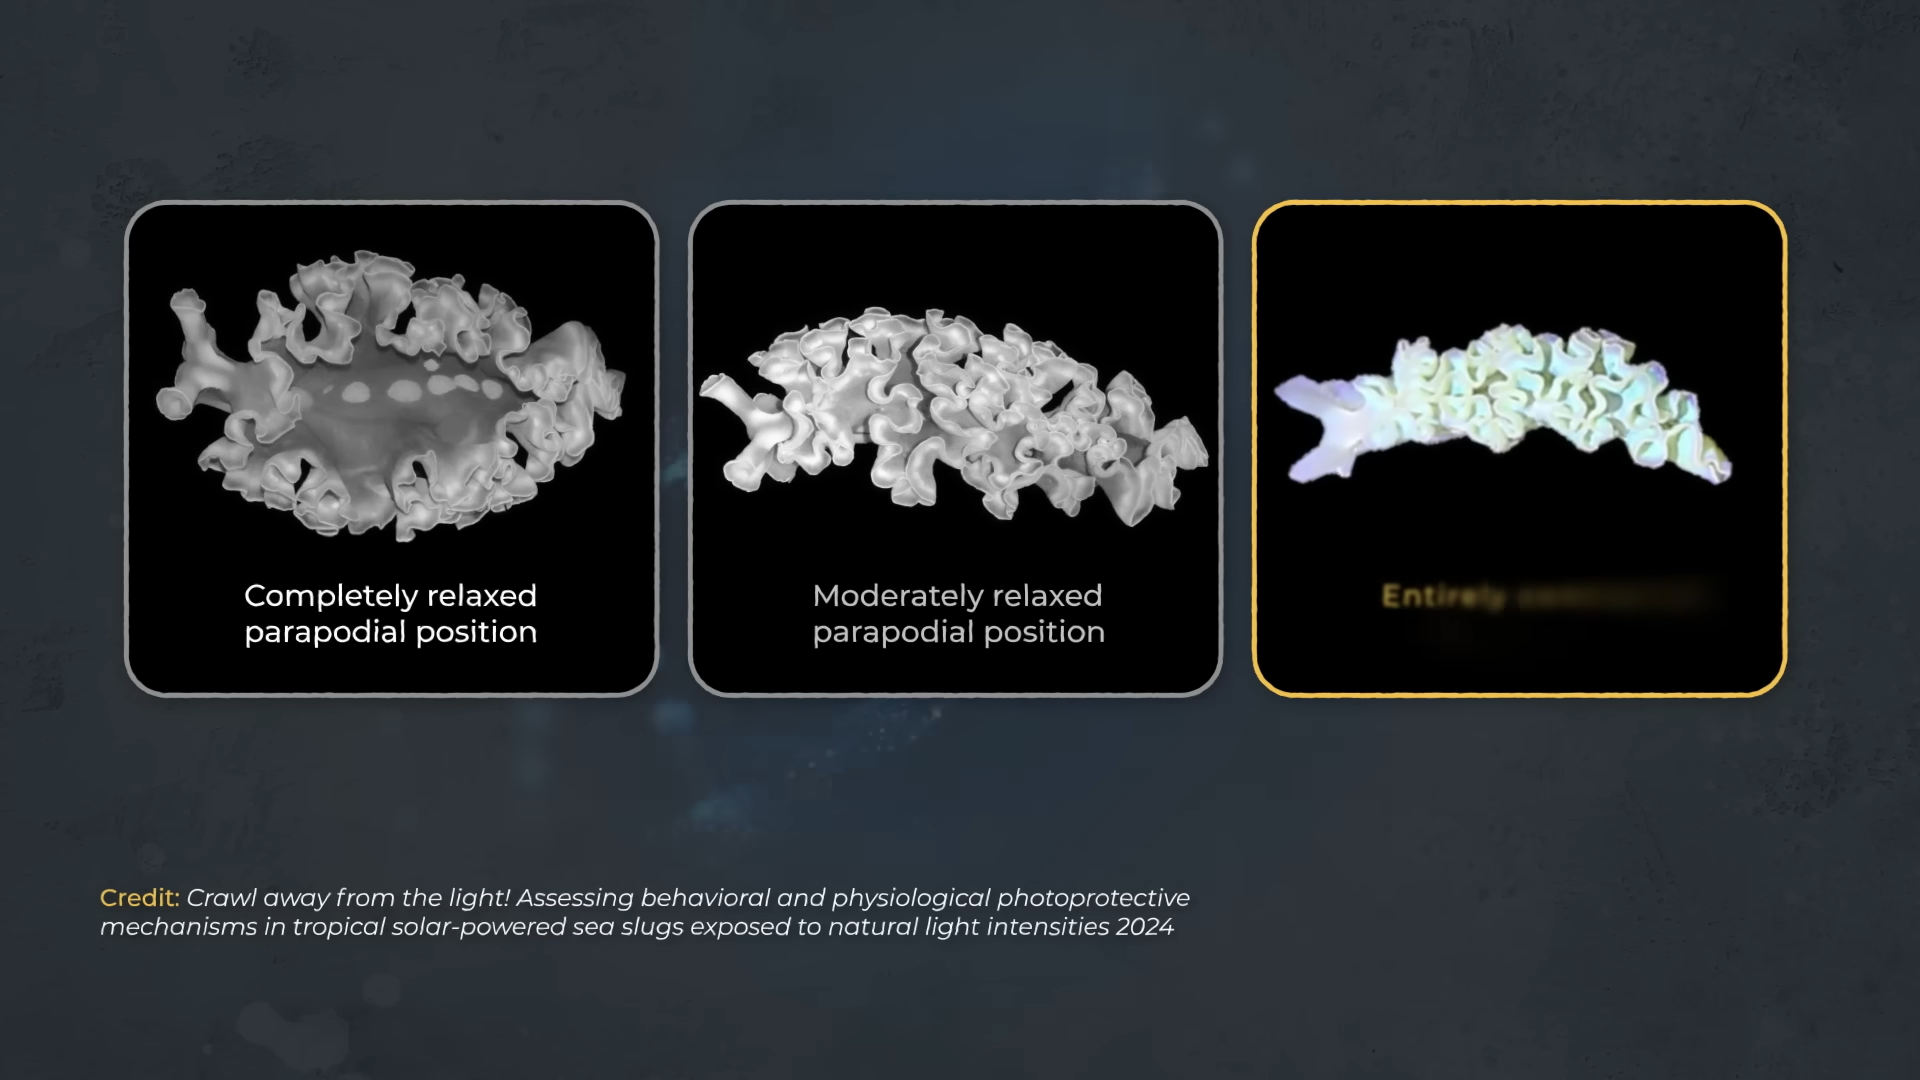 Completely relaxed
parapodial position
Moderately relaxed
parapodial position
Entirely
Credit: Crawl away from the light! Assessing behavioral and physiological photoprotective
mechanisms in tropical solar-powered sea slugs exposed to natural light intensities 2024